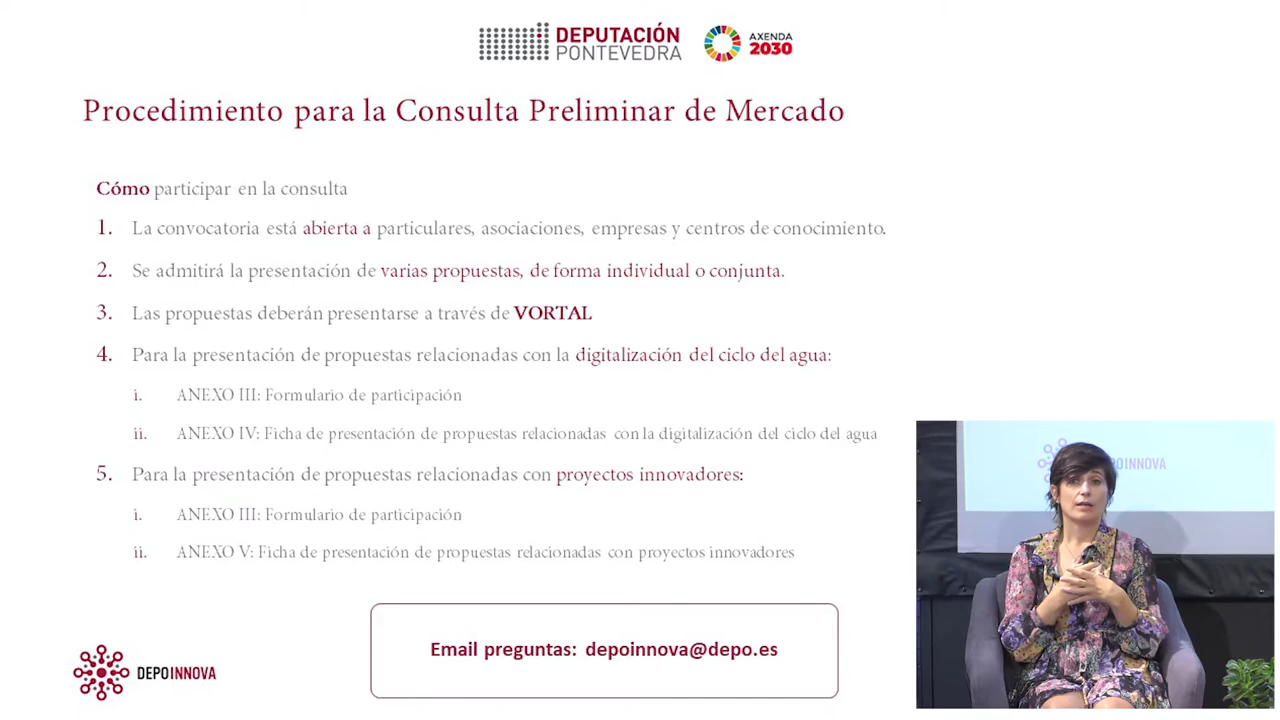 DEPUTACIÓN
PONTEVEDRA
AXENDA
2030
Procedimiento para la Consulta Preliminar de Mercado
Cómo participar en la consulta
1. La convocatoria está abierta a particulares, asociaciones, empresas y centros de conocimiento.
2. Se admitirá la presentación de varias propuestas, de forma individual o conjunta.
3. Las propuestas deberán presentarse a través de VORTAL
4. Para la presentación de propuestas relacionadas con la digitalización del ciclo del agua:
i. ANEXO III: Formulario de participación
ii. ANEXO IV: Ficha de presentación de propuestas relacionadas con la digitalización del ciclo del agua
5. Para la presentación de propuestas relacionadas con proyectos innovadores:
i. ANEXO III: Formulario de participación
ii. ANEXO V: Ficha de presentación de propuestas relacionadas con proyectos innovadores
Email preguntas: depoinnova@depo.es
DEPOINNOVA
OINNOVA